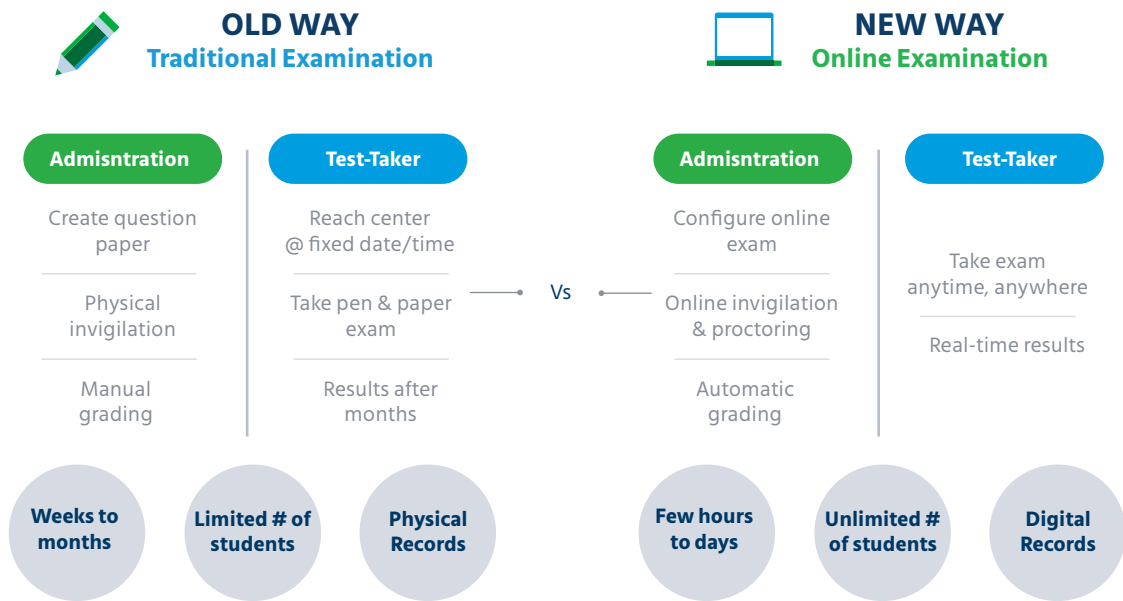 OLD WAY
Traditional Examination
Admisntration
Create question
paper
Physical
invigilation
Manual
grading
Test-Taker
Reach center
@ fixed date/time
Take pen & paper
exam
Results after
months
Weeks to
months
Limited # of
students
Physical
Records
Vs
NEW WAY
Online Examination
Admisntration
Configure online
exam
Online invigilation
& proctoring
Automatic
grading
Test-Taker
Take exam
anytime, anywhere
Real-time results
Few hours
to days
Unlimited #
of students
Digital
Records